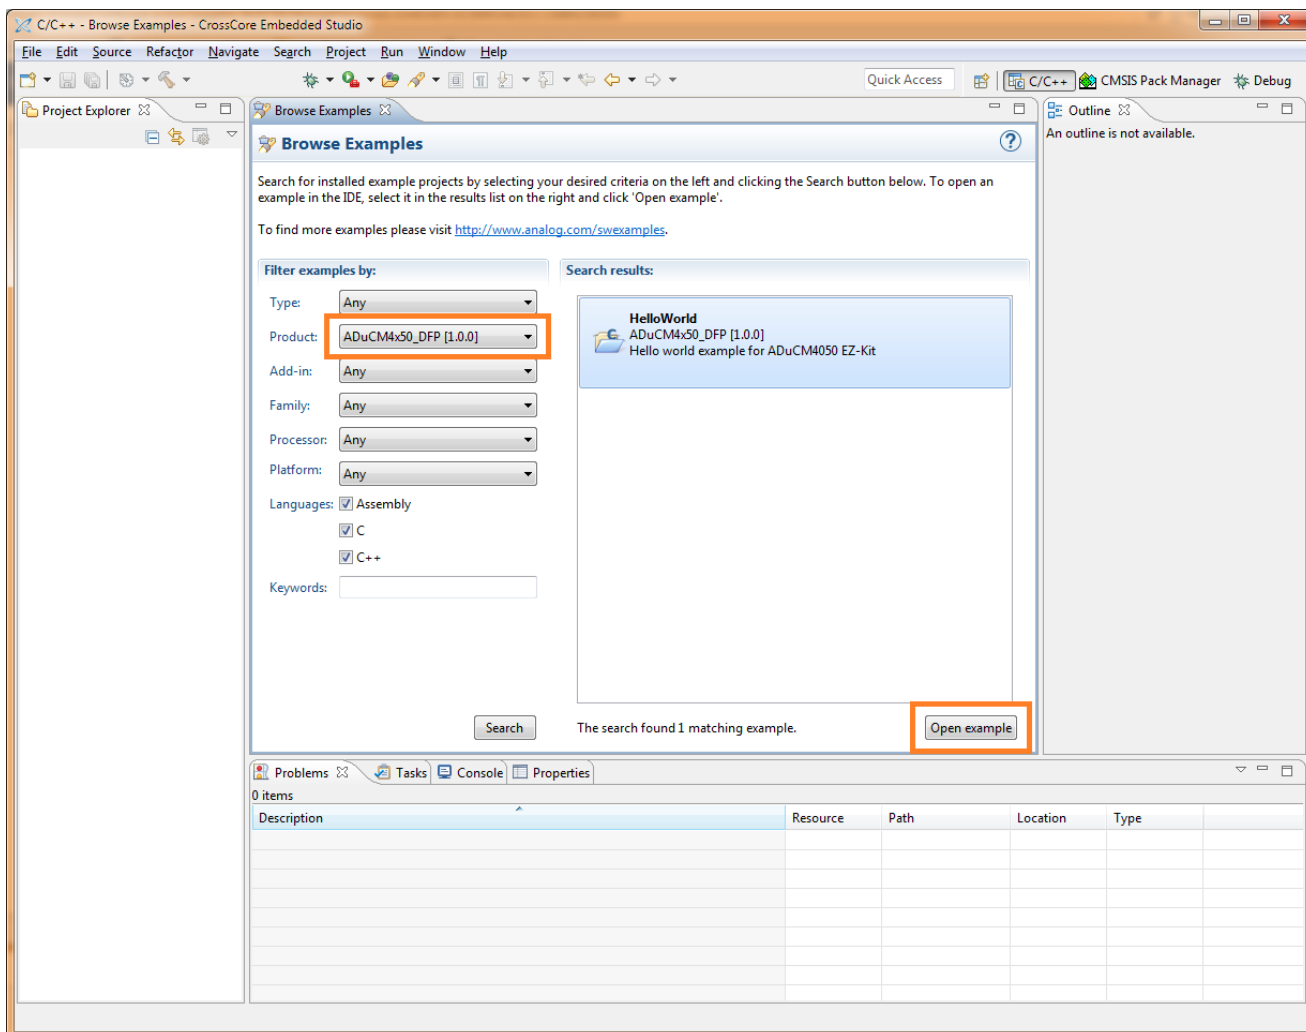 C/C++ - Browse Examples - CrossCore Embedded Studio
File Edit Source Refactor Navigate Search Project Run Window Help
Quick Access C/C++ CMSIS Pack Manager Debug
Project Explorer
Browse Examples
Outline
An outline is not available.
Browse Examples
Search for installed example projects by selecting your desired criteria on the left and clicking the Search button below. To open an
example in the IDE, select it in the results list on the right and click 'Open example'.
To find more examples please visit http://www.analog.com/swexamples.
Filter examples by:
Type: Any
Product: ADuCM4x50_DFP [1.0.0]
Add-in: Any
Family: Any
Processor: Any
Platform: Any
Languages: Assembly
C
C++
Keywords:
Search
Search results:
HelloWorld
ADuCM4x50_DFP [1.0.0]
Hello world example for ADuCM4050 EZ-Kit
The search found 1 matching example.
Open example
Problems Tasks Console Properties
0 items
Description Resource Path Location Type